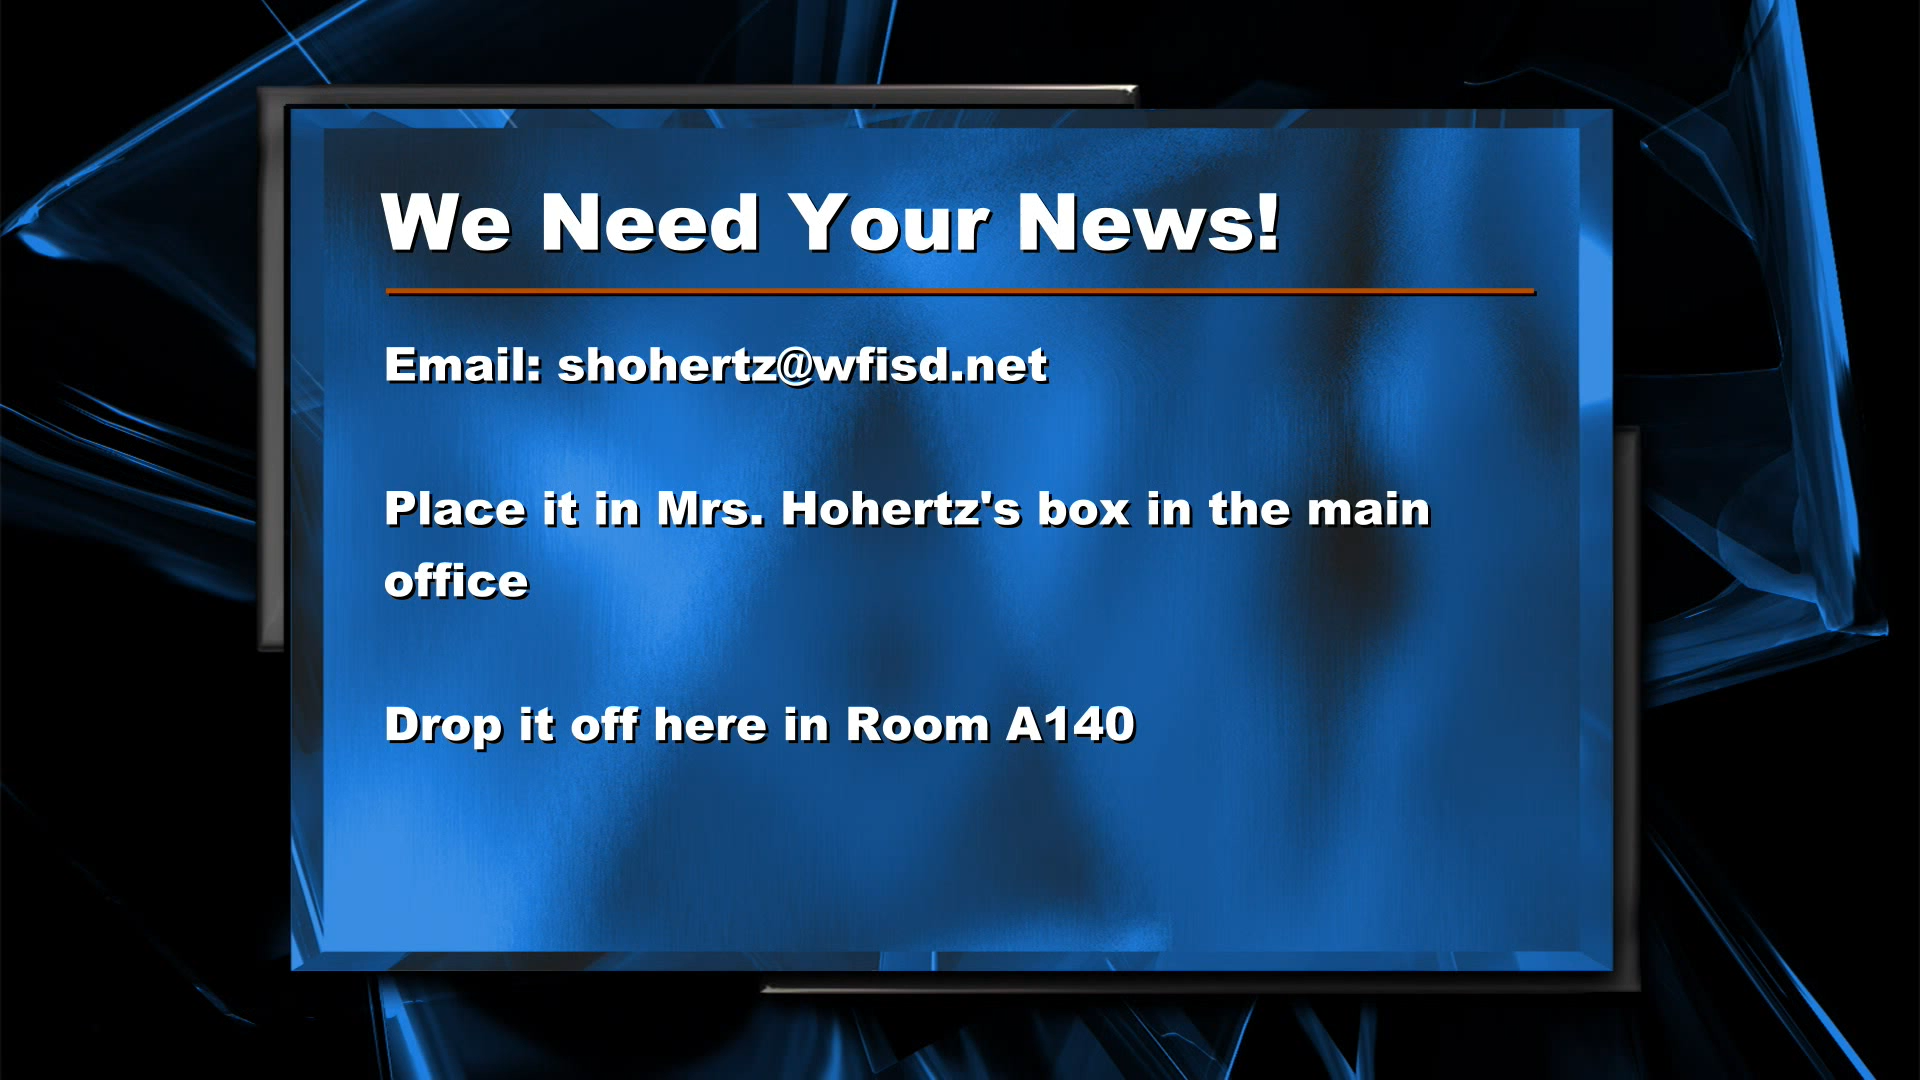 We Need Your News!
Email: shohertz@wfisd.net
Place it in Mrs. Hohertz's box in the main
office
Drop it off here in Room A140